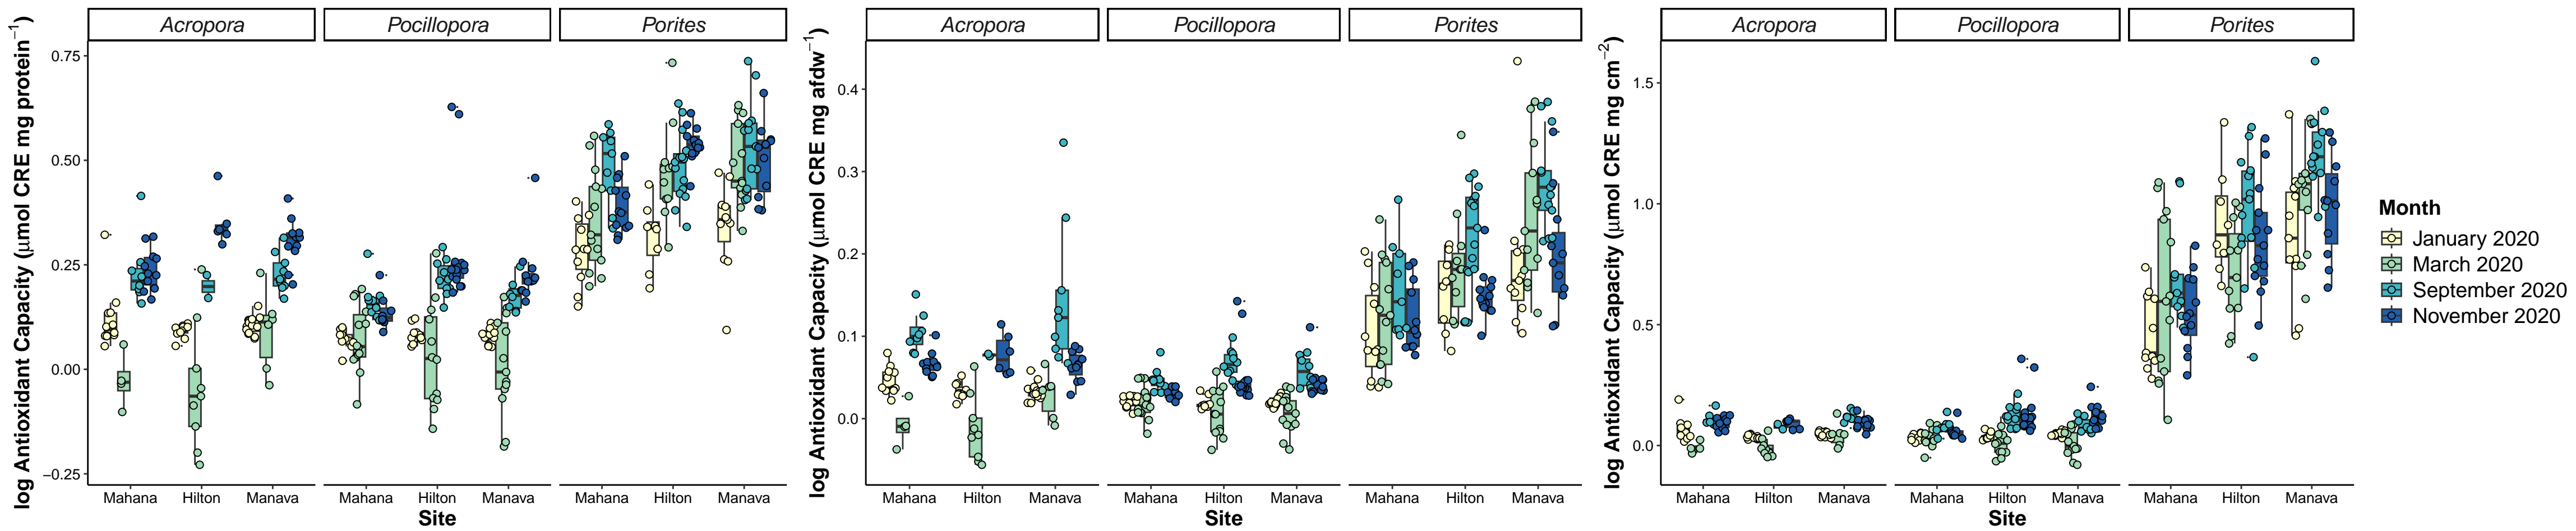 log Antioxidant Capacity (μmol CRE mg protein⁻¹)
Acropora Pocillopora Porites
0.75
0.50
0.25
0.00
−0.25
Mahana Hilton Manava Mahana Hilton Manava Mahana Hilton Manava
Site
log Antioxidant Capacity (μmol CRE mg afdw⁻¹)
Acropora Pocillopora Porites
0.4
0.3
0.2
0.1
0.0
Mahana Hilton Manava Mahana Hilton Manava Mahana Hilton Manava
Site
log Antioxidant Capacity (μmol CRE mg cm⁻²)
Acropora Pocillopora Porites
1.5
1.0
0.5
0.0
Mahana Hilton Manava Mahana Hilton Manava Mahana Hilton Manava
Site
Month
January 2020
March 2020
September 2020
November 2020